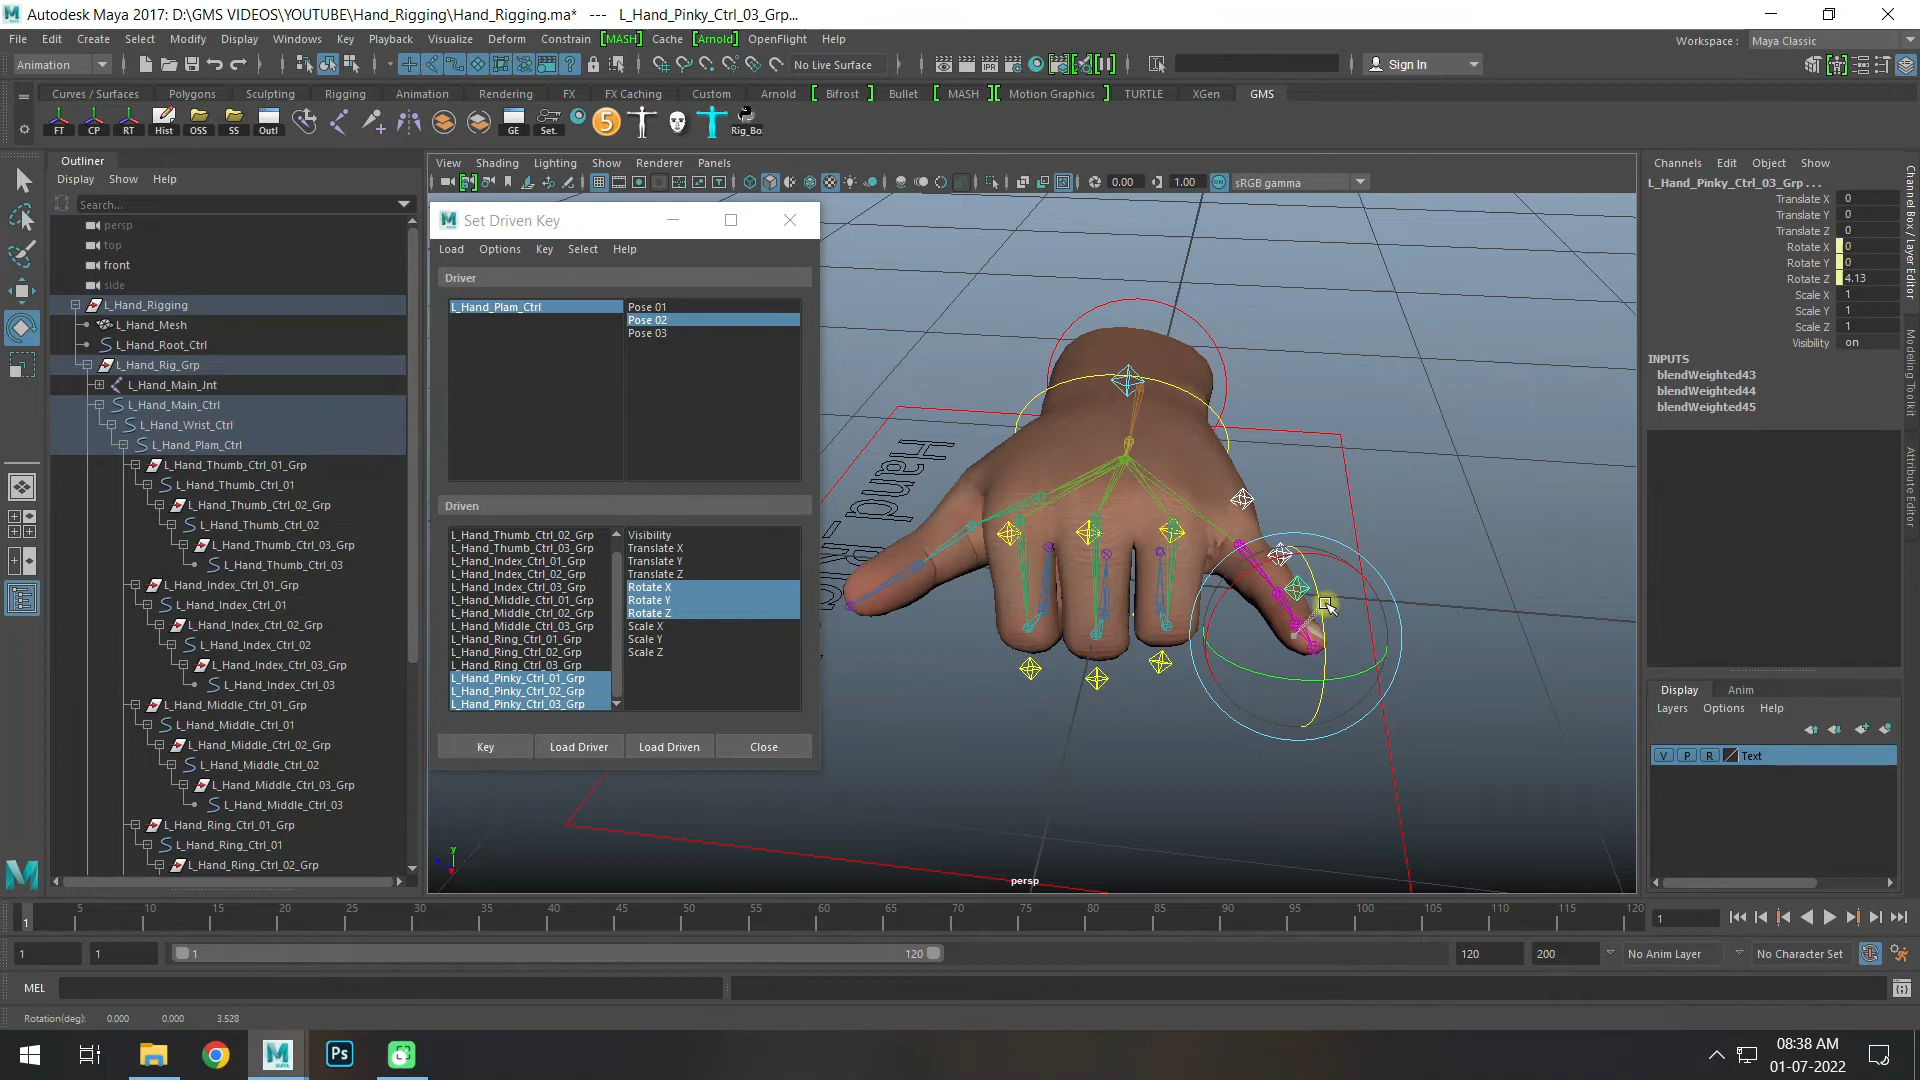 Autodesk Maya 2017: D:\GMS VIDEOS\YOUTUBE\Hand_Rigging\Hand_Rigging.ma*   ---   L_Hand_Pinky_Ctrl_03_Grp...
File Edit Create Select Modify Display Windows Key Playback Visualize Deform Constrain [MASH] Cache [Arnold] OpenFlight Help
Workspace : Maya Classic
Animation No Live Surface Sign In
Curves / Surfaces Polygons Sculpting Rigging Animation Rendering FX FX Caching Custom Arnold [ Bifrost ] Bullet [ MASH ][ Motion Graphics ] TURTLE XGen GMS
FT CP RT Hist OSS SS Outl GE Set. 5 Rig_Bo
Outliner
Display Show Help
Search...
persp
top
front
side
L_Hand_Rigging
L_Hand_Mesh
L_Hand_Root_Ctrl
L_Hand_Rig_Grp
L_Hand_Main_Jnt
L_Hand_Main_Ctrl
L_Hand_Wrist_Ctrl
L_Hand_Plam_Ctrl
L_Hand_Thumb_Ctrl_01_Grp
L_Hand_Thumb_Ctrl_01
L_Hand_Thumb_Ctrl_02_Grp
L_Hand_Thumb_Ctrl_02
L_Hand_Thumb_Ctrl_03_Grp
L_Hand_Thumb_Ctrl_03
L_Hand_Index_Ctrl_01_Grp
L_Hand_Index_Ctrl_01
L_Hand_Index_Ctrl_02_Grp
L_Hand_Index_Ctrl_02
L_Hand_Index_Ctrl_03_Grp
L_Hand_Index_Ctrl_03
L_Hand_Middle_Ctrl_01_Grp
L_Hand_Middle_Ctrl_01
L_Hand_Middle_Ctrl_02_Grp
L_Hand_Middle_Ctrl_02
L_Hand_Middle_Ctrl_03_Grp
L_Hand_Middle_Ctrl_03
L_Hand_Ring_Ctrl_01_Grp
L_Hand_Ring_Ctrl_01
L_Hand_Ring_Ctrl_02_Grp
View Shading Lighting Show Renderer Panels
0.00 1.00 sRGB gamma
Set Driven Key
Load Options Key Select Help
Driver
L_Hand_Plam_Ctrl
Pose 01
Pose 02
Pose 03
Driven
L_Hand_Thumb_Ctrl_02_Grp
L_Hand_Thumb_Ctrl_03_Grp
L_Hand_Index_Ctrl_01_Grp
L_Hand_Index_Ctrl_02_Grp
L_Hand_Index_Ctrl_03_Grp
L_Hand_Middle_Ctrl_01_Grp
L_Hand_Middle_Ctrl_02_Grp
L_Hand_Middle_Ctrl_03_Grp
L_Hand_Ring_Ctrl_01_Grp
L_Hand_Ring_Ctrl_02_Grp
L_Hand_Ring_Ctrl_03_Grp
L_Hand_Pinky_Ctrl_01_Grp
L_Hand_Pinky_Ctrl_02_Grp
L_Hand_Pinky_Ctrl_03_Grp
Visibility
Translate X
Translate Y
Translate Z
Rotate X
Rotate Y
Rotate Z
Scale X
Scale Y
Scale Z
Key Load Driver Load Driven Close
persp
y
Channels Edit Object Show
L_Hand_Pinky_Ctrl_03_Grp . . .
Translate X 0
Translate Y 0
Translate Z 0
Rotate X 0
Rotate Y 0
Rotate Z 4.13
Scale X 1
Scale Y 1
Scale Z 1
Visibility on
INPUTS
blendWeighted43
blendWeighted44
blendWeighted45
Channel Box / Layer Editor
Modeling Toolkit
Attribute Editor
Display Anim
Layers Options Help
V P R Text
5 10 15 20 25 30 35 40 45 50 55 60 65 70 75 80 85 90 95 100 105 110 115 120
1 1
1 1 1 120 120 200 No Anim Layer No Character Set
MEL
Rotation(deg): 0.000 0.000 3.528
Ps
08:38 AM
01-07-2022